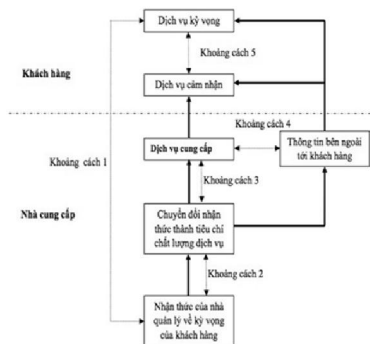 Dịch vụ kỳ vọng
Khoảng cách 5
Khách hàng
Dịch vụ cảm nhận
Khoảng cách 4
Dịch vụ cung cấp
Thông tin bên ngoài
tới khách hàng
Khoảng cách 1
Khoảng cách 3
Nhà cung cấp
Chuyển đổi nhận
thức thành tiêu chí
chất lượng dịch vụ
Khoảng cách 2
Nhận thức của nhà
quản lý về kỳ vọng
của khách hàng